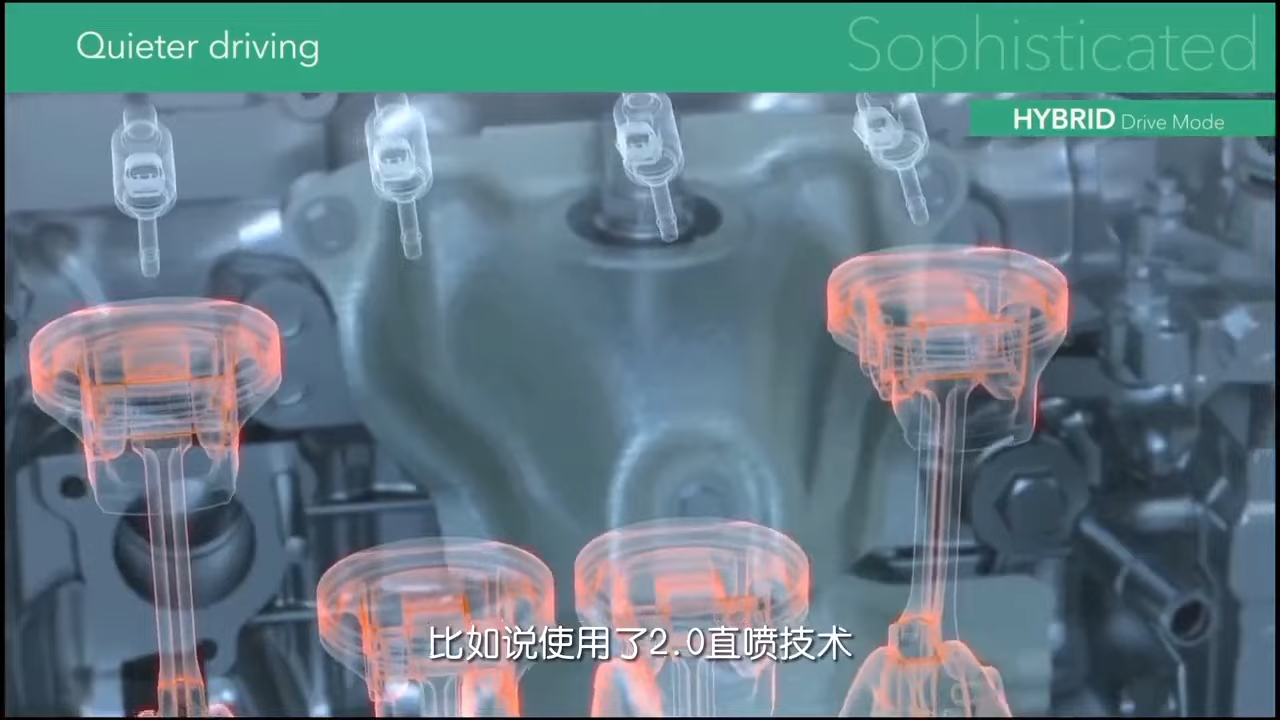 Quieter driving
Sophisticated
HYBRID Drive Mode
比如说使用了2.0直喷技术